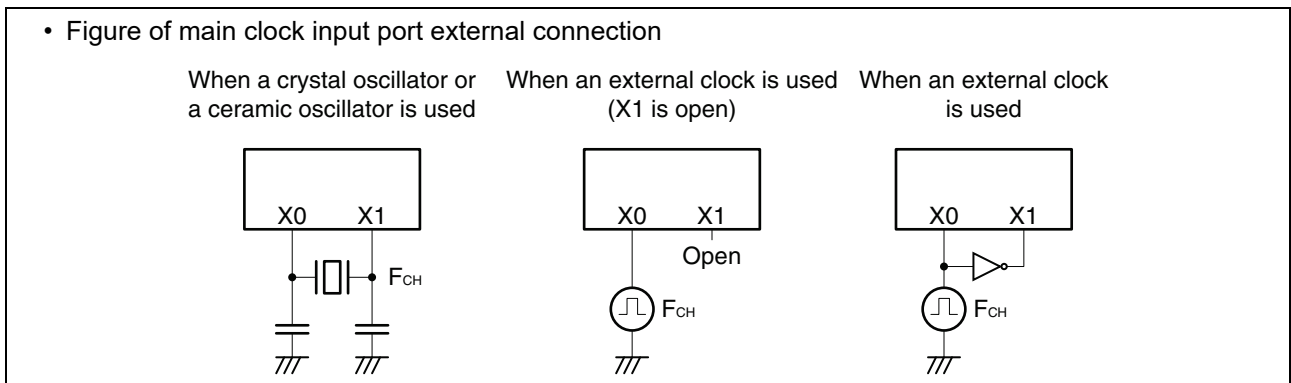 • Figure of main clock input port external connection
When a crystal oscillator or
a ceramic oscillator is used
X0 X1
FCH
When an external clock is used
(X1 is open)
X0 X1
Open
FCH
When an external clock
is used
X0 X1
FCH